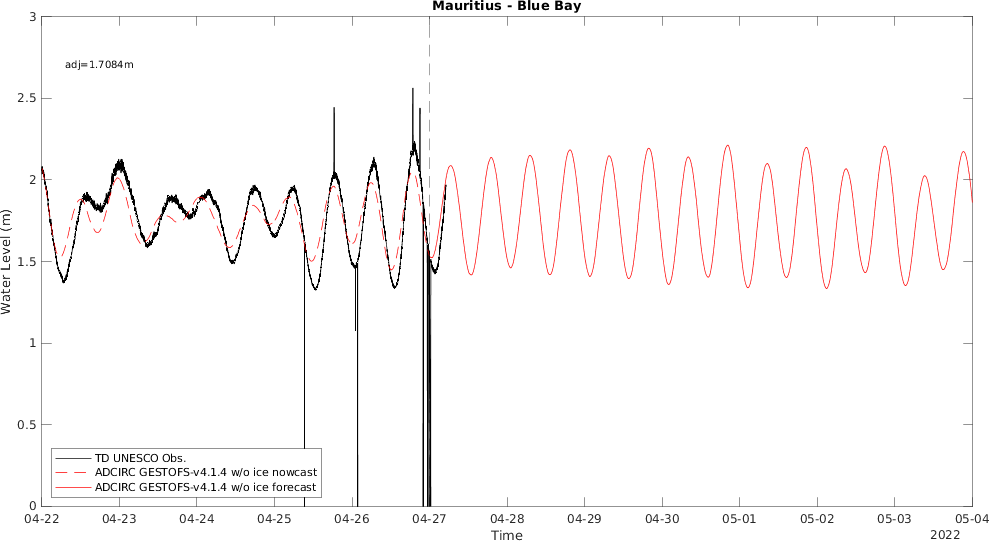 Mauritius - Blue Bay
3
adj=1.7084m
2.5
2
1.5
1
0.5
0
Water Level (m)
TD UNESCO Obs.
ADCIRC GESTOFS-v4.1.4 w/o ice nowcast
ADCIRC GESTOFS-v4.1.4 w/o ice forecast
04-22 04-23 04-24 04-25 04-26 04-27 04-28 04-29 04-30 05-01 05-02 05-03 05-04
Time
2022